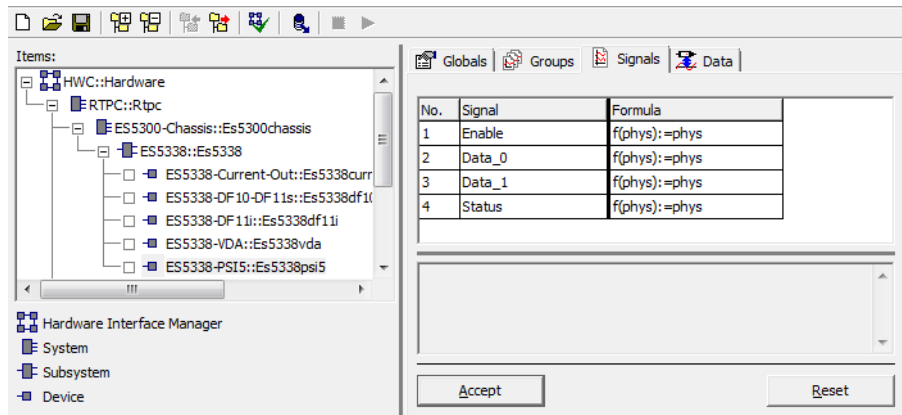 Items:
HWC::Hardware
RTPC::Rtpc
ES5300-Chassis::Es5300chassis
ES5338::Es5338
ES5338-Current-Out::Es5338curr
ES5338-DF10-DF11s::Es5338df1(
ES5338-DF11i::Es5338df11i
ES5338-VDA::Es5338vda
ES5338-PSI5::Es5338psi5
Hardware Interface Manager
System
Subsystem
Device
Globals Groups Signals Data
No. Signal Formula
1 Enable f(phys):=phys
2 Data_0 f(phys):=phys
3 Data_1 f(phys):=phys
4 Status f(phys):=phys
Accept Reset